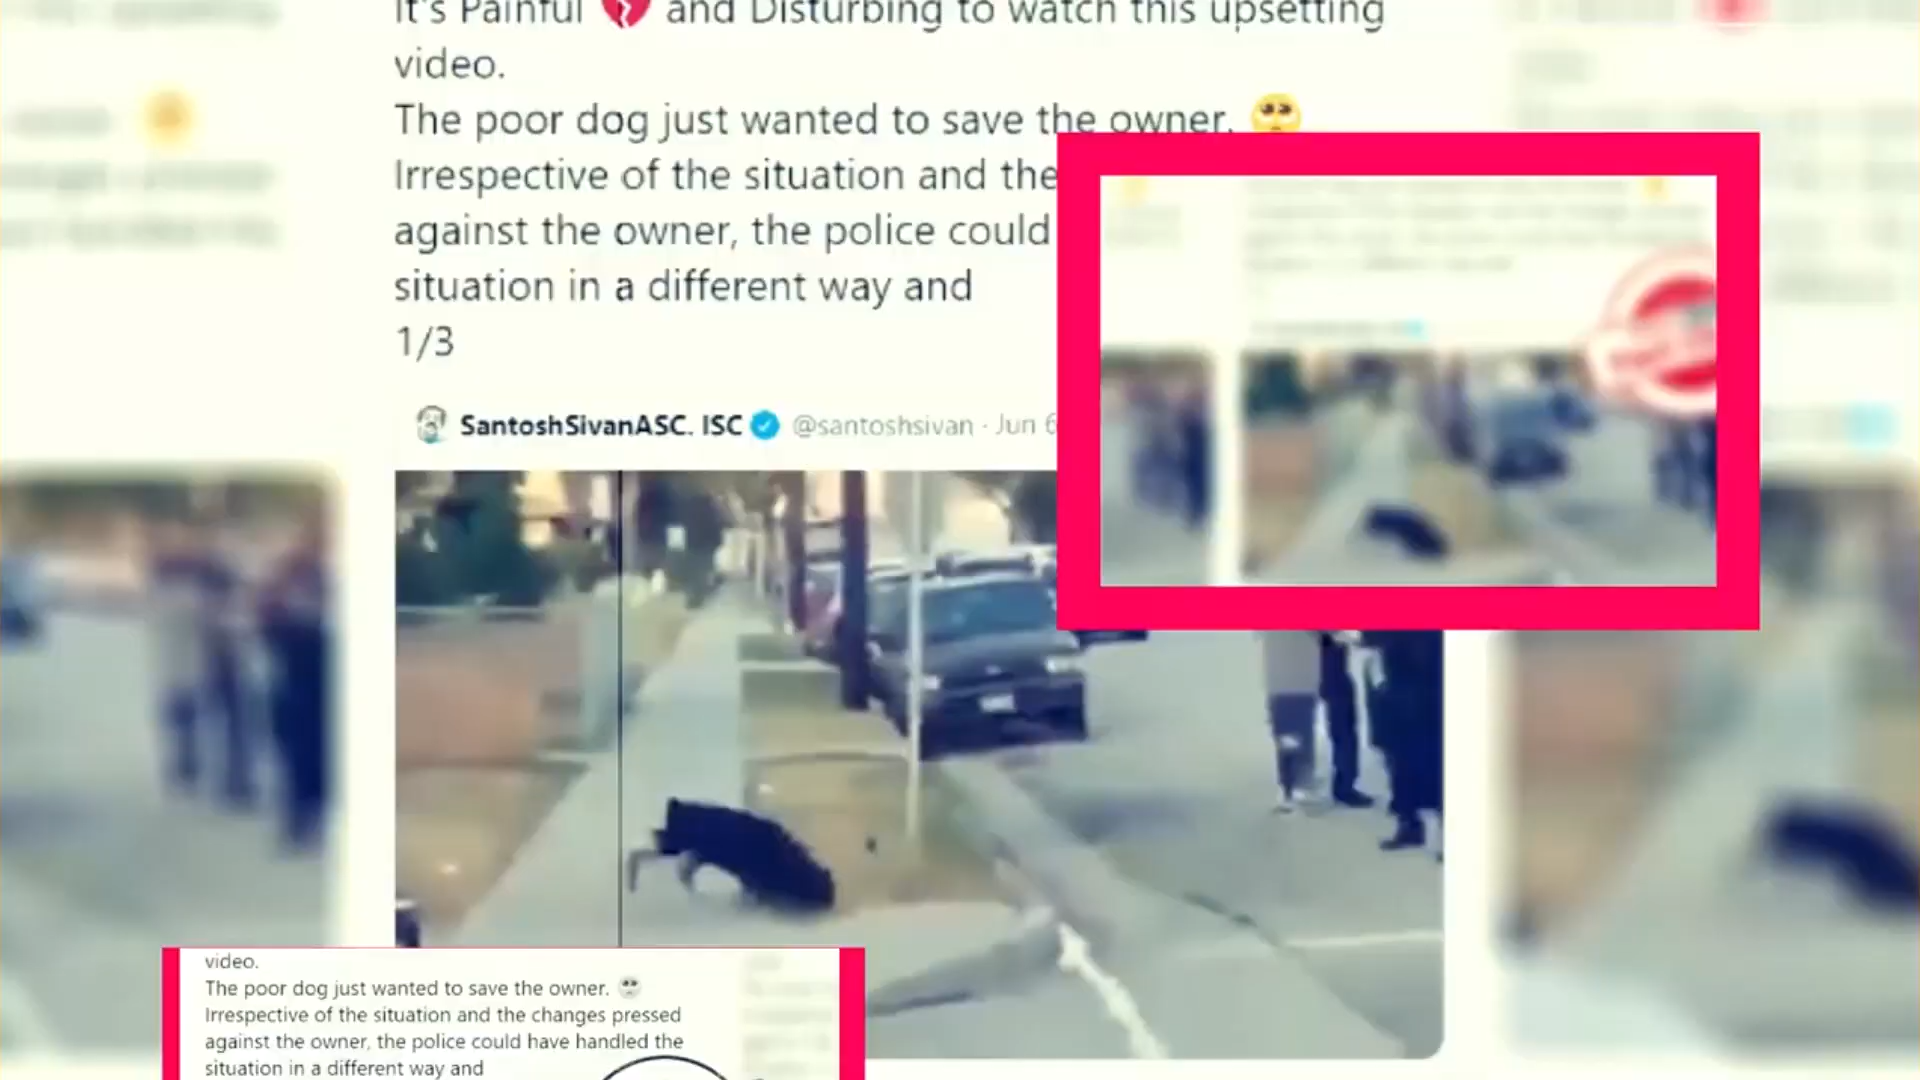 It's Painful 💔 and Disturbing to watch this upsetting
video.
The poor dog just wanted to save the owner. 🥺
Irrespective of the situation and the
against the owner, the police could
situation in a different way and
1/3
SantoshSivanASC. ISC @santoshsivan · Jun 6
video.
The poor dog just wanted to save the owner. 🥺
Irrespective of the situation and the changes pressed
against the owner, the police could have handled the
situation in a different way and